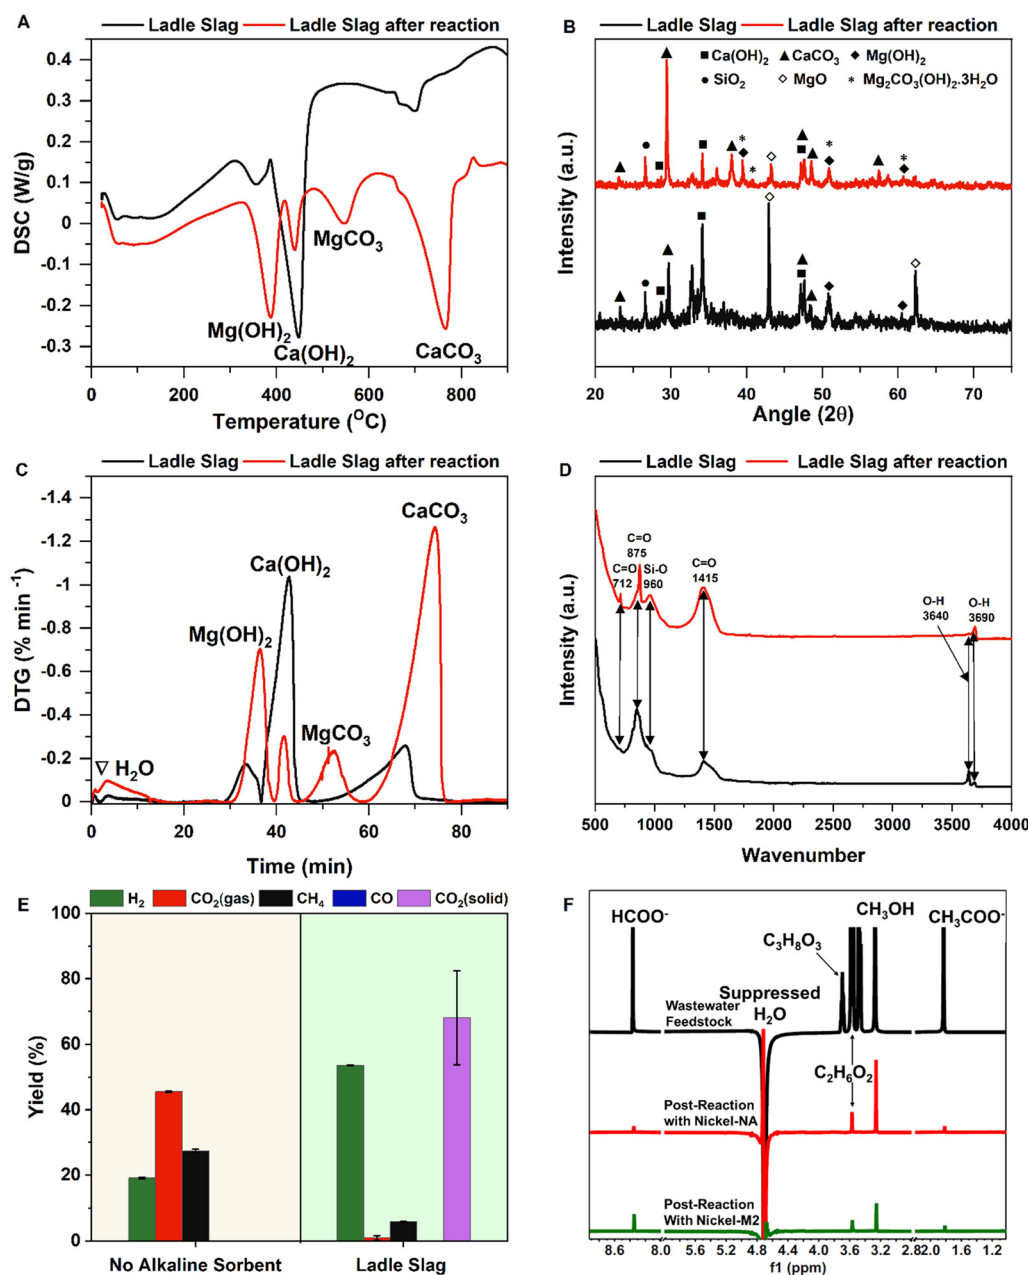 A
Ladle Slag
Ladle Slag after reaction
DSC (W/g)
0.4
0.3
0.2
0.1
0
-0.1
-0.2
-0.3
MgCO3
Mg(OH)2
Ca(OH)2
CaCO3
0
200
400
600
800
Temperature (OC)
B
Ladle Slag
Ladle Slag after reaction
Ca(OH)2
CaCO3
Mg(OH)2
SiO2
MgO
* Mg2CO3(OH)2.3H2O
Intensity (a.u.)
20
30
40
50
60
70
Angle (2θ)
C
Ladle Slag
Ladle Slag after reaction
DTG (% min -1)
-1.4
-1.2
-1
-0.8
-0.6
-0.4
-0.2
0
CaCO3
Ca(OH)2
Mg(OH)2
MgCO3
H2O
0
20
40
60
80
Time (min)
D
Ladle Slag
Ladle Slag after reaction
Intensity (a.u.)
C=O
875
C=O
712
Si-O
960
C=O
1415
O-H
3640
O-H
3690
500
1000
1500
2000
2500
3000
3500
4000
Wavenumber
E
H2
CO2(gas)
CH4
CO
CO2(solid)
Yield (%)
100
80
60
40
20
0
No Alkaline Sorbent
Ladle Slag
F
HCOO-
CH3OH
CH3COO-
C3H8O3
Suppressed
H2O
Wastewater
Feedstock
C2H6O2
Post-Reaction
with Nickel-NA
Post-Reaction
With Nickel-M2
8.6
8.0
4.8
4.0
3.6
3.2
2.8
2.0
1.6
1.2
f1 (ppm)